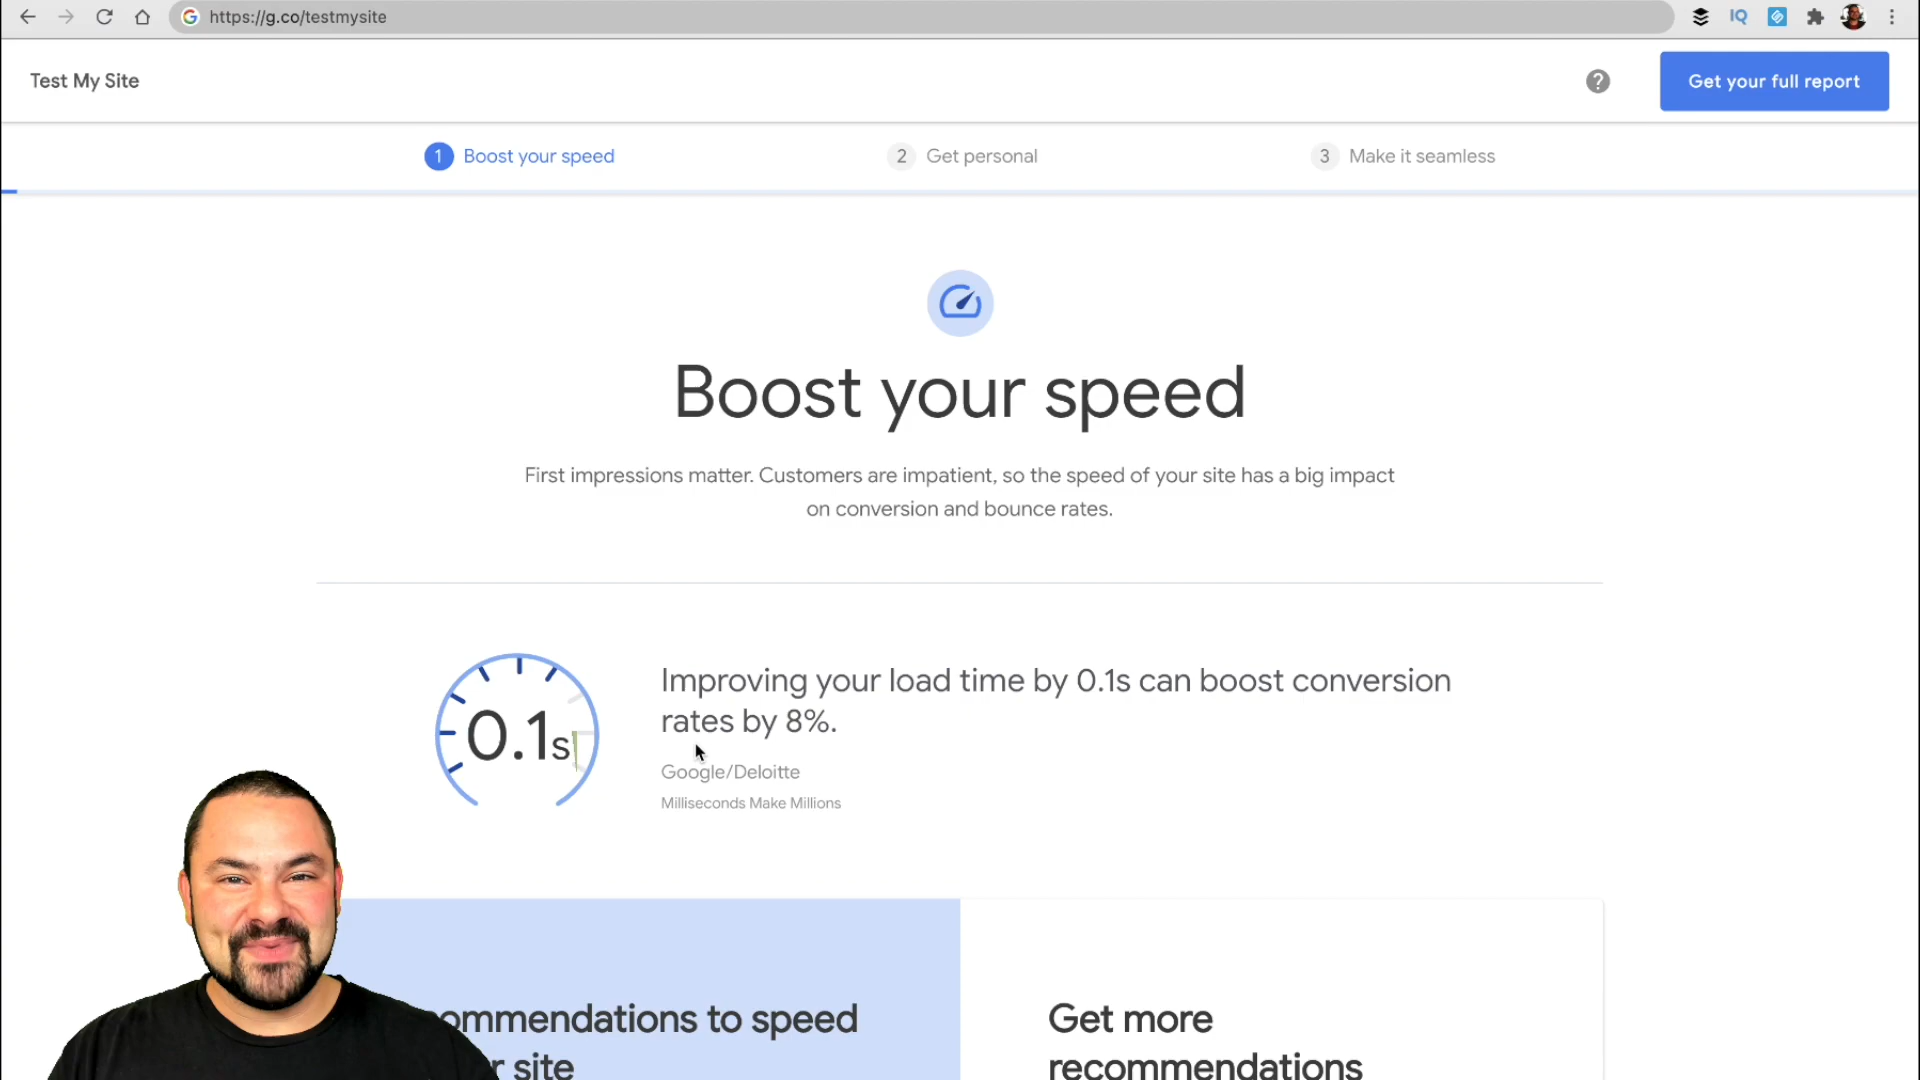 https://g.co/testmysite
IQ
Test My Site
?
Get your full report
1 Boost your speed
2 Get personal
3 Make it seamless
Boost your speed
First impressions matter. Customers are impatient, so the speed of your site has a big impact
on conversion and bounce rates.
0.1s
Improving your load time by 0.1s can boost conversion
rates by 8%.
Google/Deloitte
Milliseconds Make Millions
ommendations to speed
r site
Get more
recommendations